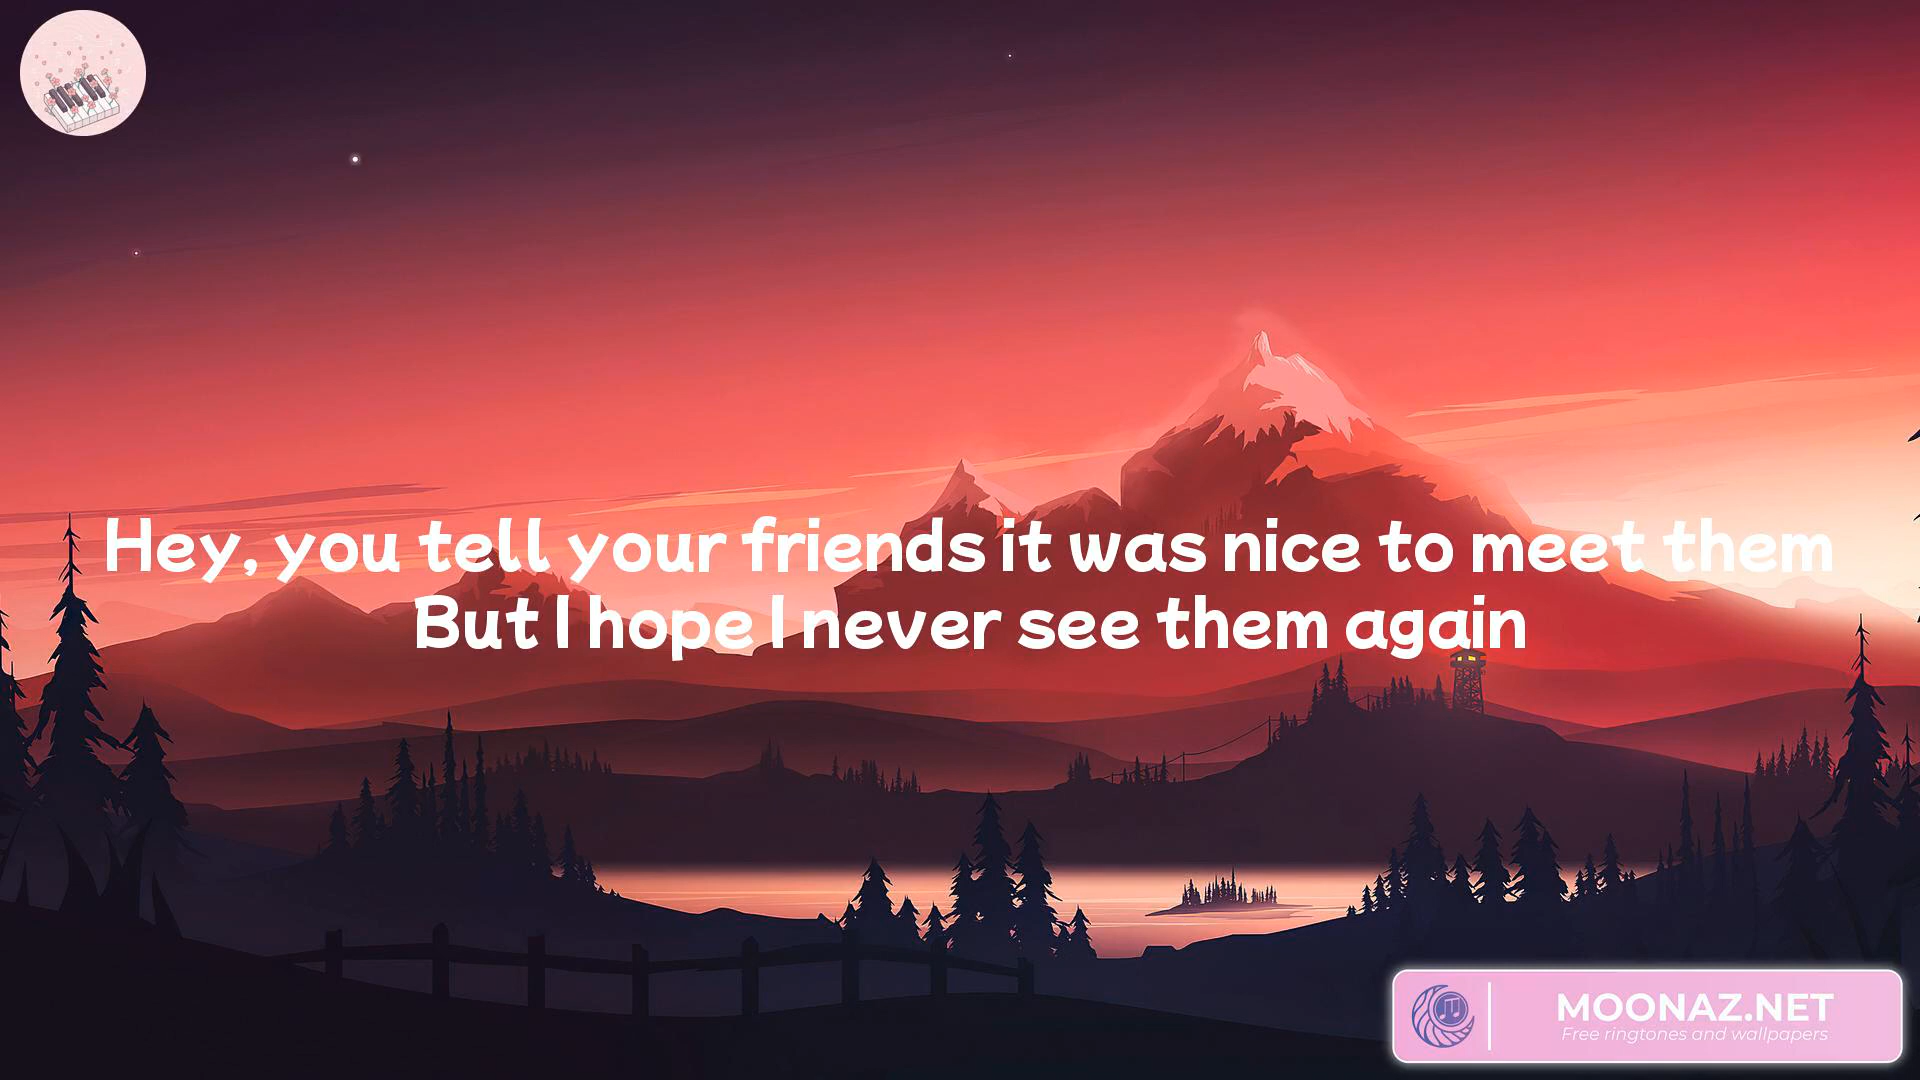 Hey, you tell your friends it was nice to meet them
But I hope I never see them again
MOONAZ.NET
Free ringtones and wallpapers